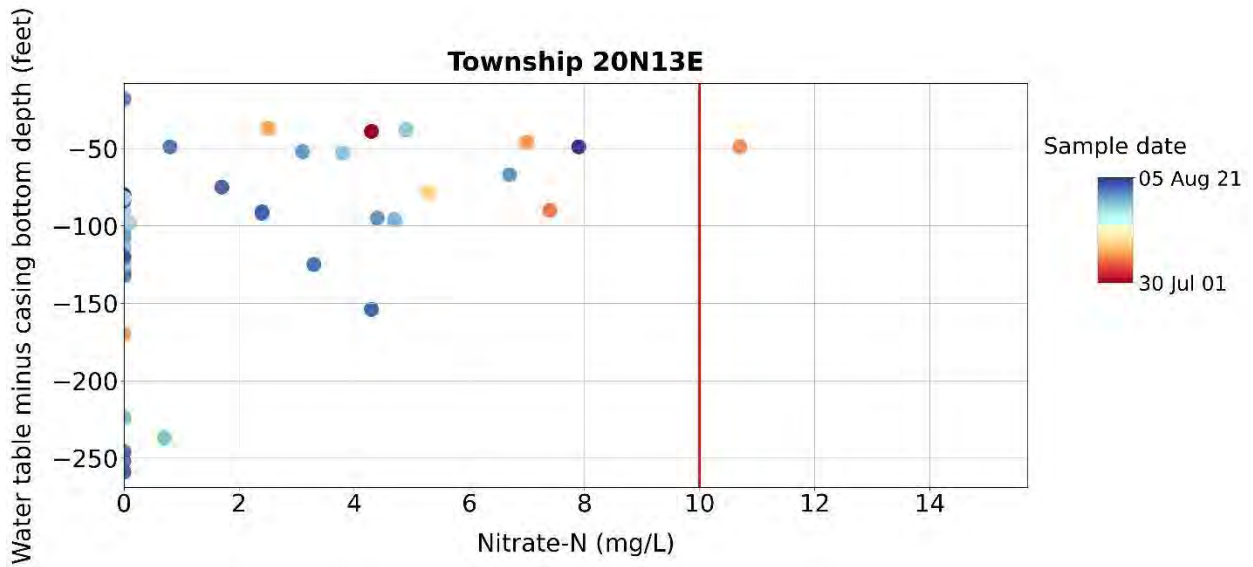 Township 20N13E
Water table minus casing bottom depth (feet)
−50
−100
−150
−200
−250
0 2 4 6 8 10 12 14
Nitrate-N (mg/L)
Sample date
05 Aug 21
30 Jul 01